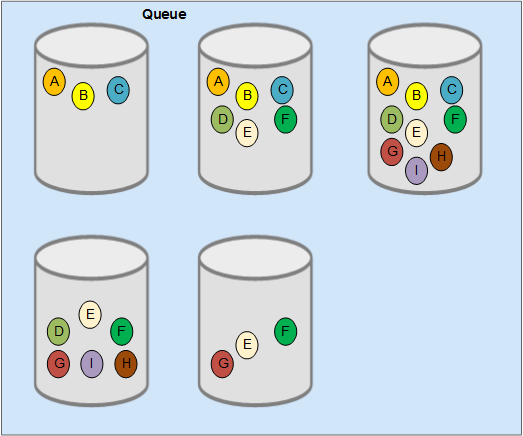 Queue
A B C
A B C
D E F
A B C
D E F
G I H
E
D F
G I H
E F
G